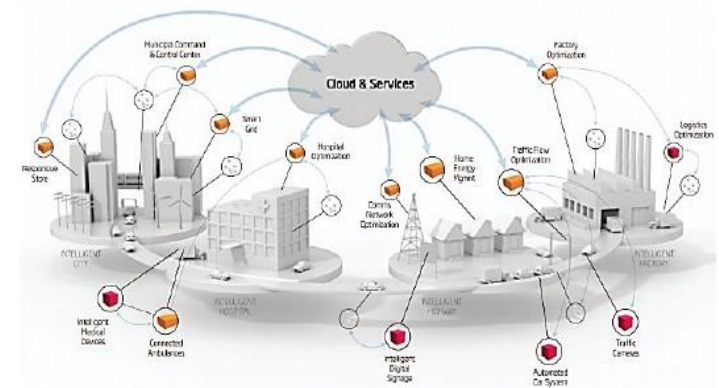 Municipal Command
& Control Center
Factory
Optimization
Cloud & Services
Smart
Grid
Logistics
Optimization
Hospital
Optimization
Home
Energy
Mgmnt
Traffic Flow
Optimization
Responsive
Store
Comms
Network
Optimization
INTELLIGENT
CITY
INTELLIGENT
FACTORY
INTELLIGENT
HOSPITAL
INTELLIGENT
HIGHWAY
Intelligent
Medical
Devices
Connected
Ambulances
Intelligent
Digital
Signage
Automated
Car System
Traffic
Cameras